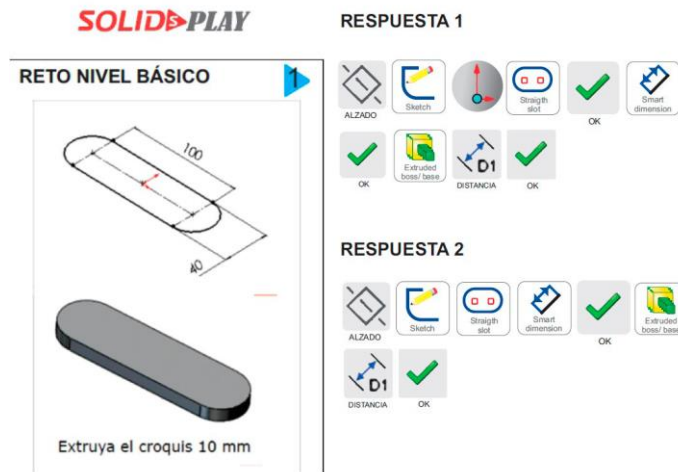 SOLIDSPLAY
RETO NIVEL BÁSICO
1
100
40
Extruya el croquis 10 mm
RESPUESTA 1
ALZADO
Sketch
Straigth
slot
OK
Smart
dimension
OK
Extruded
boss/ base
D1
DISTANCIA
OK
RESPUESTA 2
ALZADO
Sketch
Straigth
slot
Smart
dimension
OK
Extruded
boss/ base
D1
DISTANCIA
OK